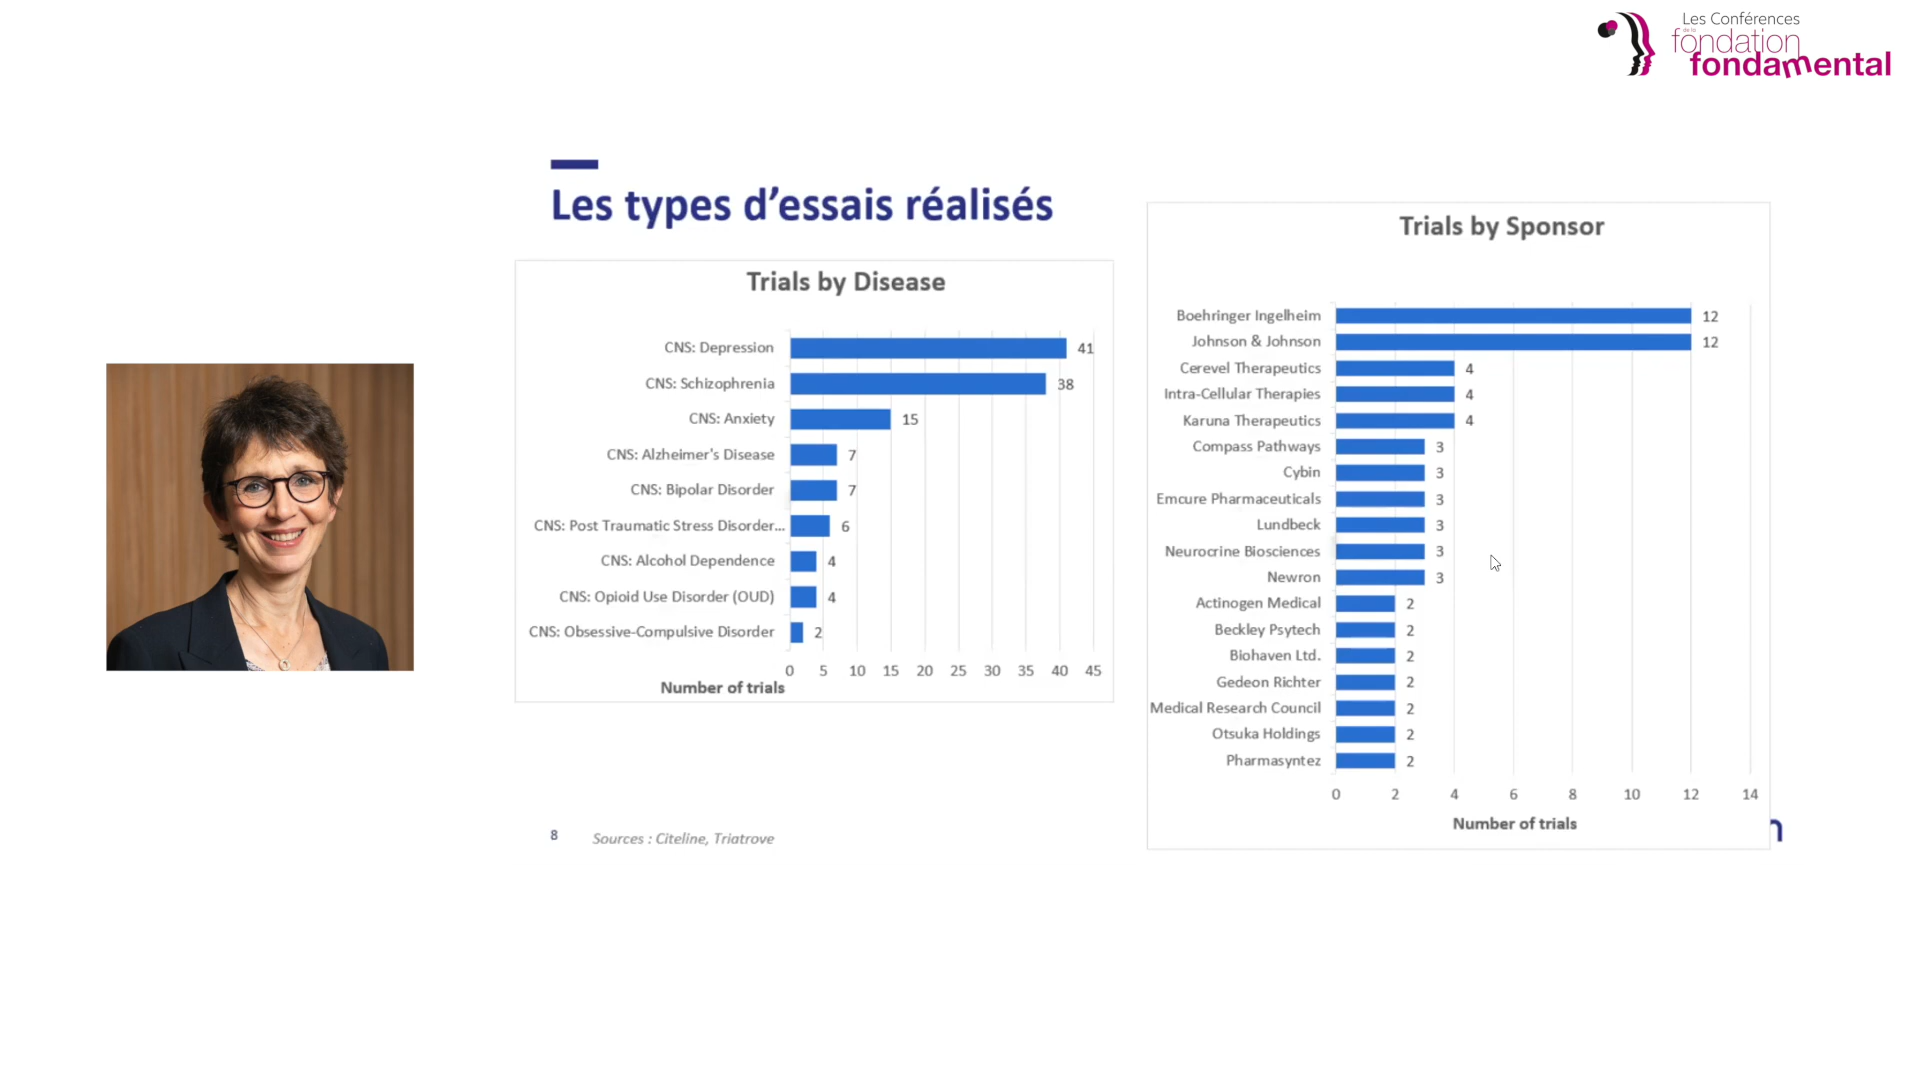 Les Conférences
de la
fondation
fondamental
Les types d'essais réalisés
Trials by Disease
CNS: Depression 41
CNS: Schizophrenia 38
CNS: Anxiety 15
CNS: Alzheimer's Disease 7
CNS: Bipolar Disorder 7
CNS: Post Traumatic Stress Disorder... 6
CNS: Alcohol Dependence 4
CNS: Opioid Use Disorder (OUD) 4
CNS: Obsessive-Compulsive Disorder 2
0 5 10 15 20 25 30 35 40 45
Number of trials
Trials by Sponsor
Boehringer Ingelheim 12
Johnson & Johnson 12
Cerevel Therapeutics 4
Intra-Cellular Therapies 4
Karuna Therapeutics 4
Compass Pathways 3
Cybin 3
Emcure Pharmaceuticals 3
Lundbeck 3
Neurocrine Biosciences 3
Newron 3
Actinogen Medical 2
Beckley Psytech 2
Biohaven Ltd. 2
Gedeon Richter 2
Medical Research Council 2
Otsuka Holdings 2
Pharmasyntez 2
0 2 4 6 8 10 12 14
Number of trials
8 Sources : Citeline, Triatrove